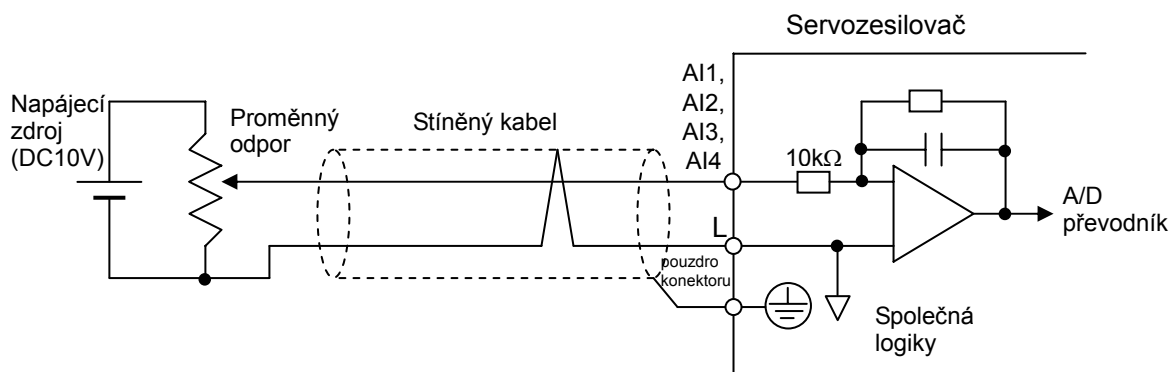 Servozesilovač
AI1,
AI2,
AI3,
AI4
Napájecí
zdroj
(DC10V)
Proměnný
odpor
Stíněný kabel
10kΩ
A/D
převodník
L
pouzdro
konektoru
Společná
logiky